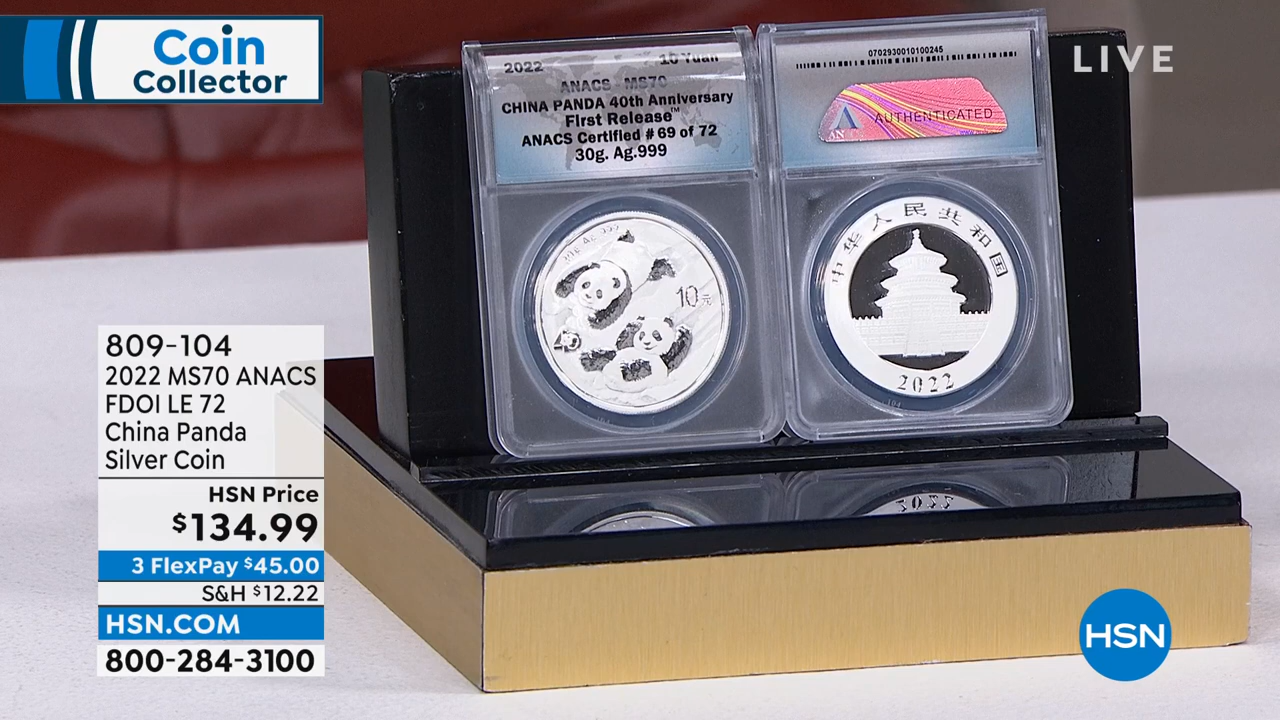 Coin
Collector
LIVE
2022 10 Yuan
ANACS - MS70
CHINA PANDA 40th Anniversary
First Release™
ANACS Certified # 69 of 72
30g. Ag.999
0702930010100245
AUTHENTICATED
30g Ag.999
10元
中华人民共和国
2022
809-104
2022 MS70 ANACS
FDOI LE 72
China Panda
Silver Coin
HSN Price
$134.99
3 FlexPay $45.00
S&H $12.22
HSN.COM
800-284-3100
HSN